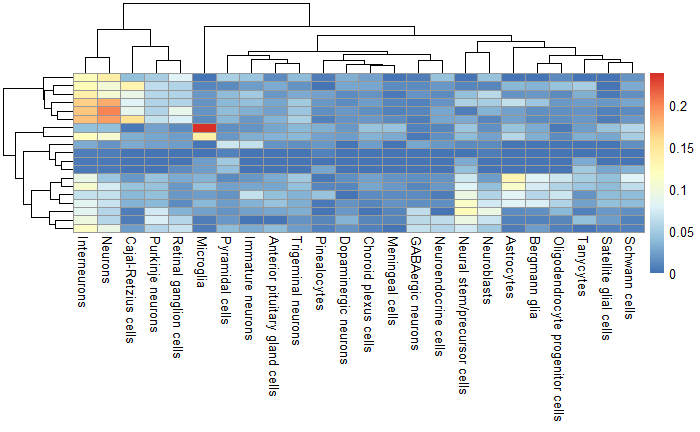 0.2
0.15
0.1
0.05
0
Interneurons
Neurons
Cajal-Retzius cells
Purkinje neurons
Retinal ganglion cells
Microglia
Pyramidal cells
Immature neurons
Anterior pituitary gland cells
Trigeminal neurons
Pinealocytes
Dopaminergic neurons
Choroid plexus cells
Meningeal cells
GABAergic neurons
Neuroendocrine cells
Neural stem/precursor cells
Neuroblasts
Astrocytes
Bergmann glia
Oligodendrocyte progenitor cells
Tanycytes
Satellite glial cells
Schwann cells